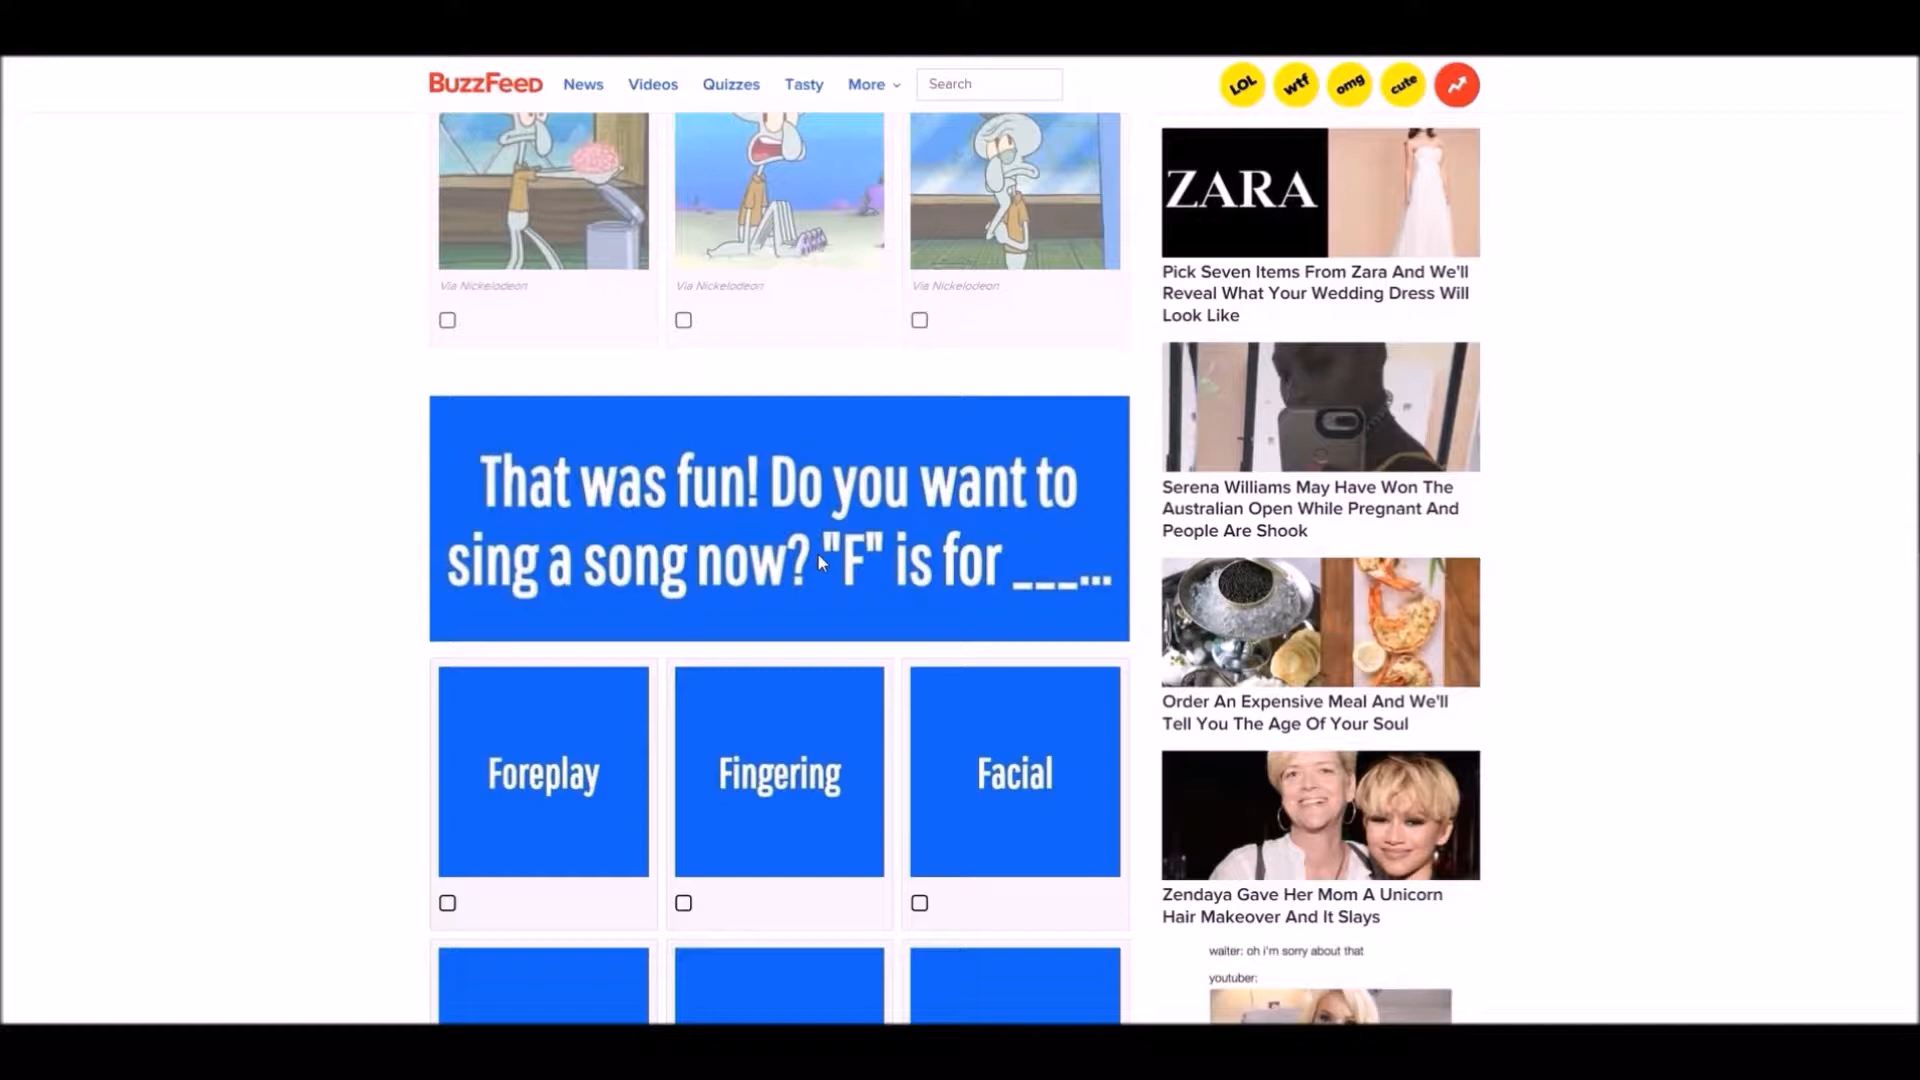 BuzzFeed News Videos Quizzes Tasty More Search LOL wtf omg cute
Via Nickelodeon Via Nickelodeon Via Nickelodeon
That was fun! Do you want to
sing a song now? "F" is for ___...
Foreplay Fingering Facial
ZARA
Pick Seven Items From Zara And We'll
Reveal What Your Wedding Dress Will
Look Like
Serena Williams May Have Won The
Australian Open While Pregnant And
People Are Shook
Order An Expensive Meal And We'll
Tell You The Age Of Your Soul
Zendaya Gave Her Mom A Unicorn
Hair Makeover And It Slays
waiter: oh i'm sorry about that
youtuber: